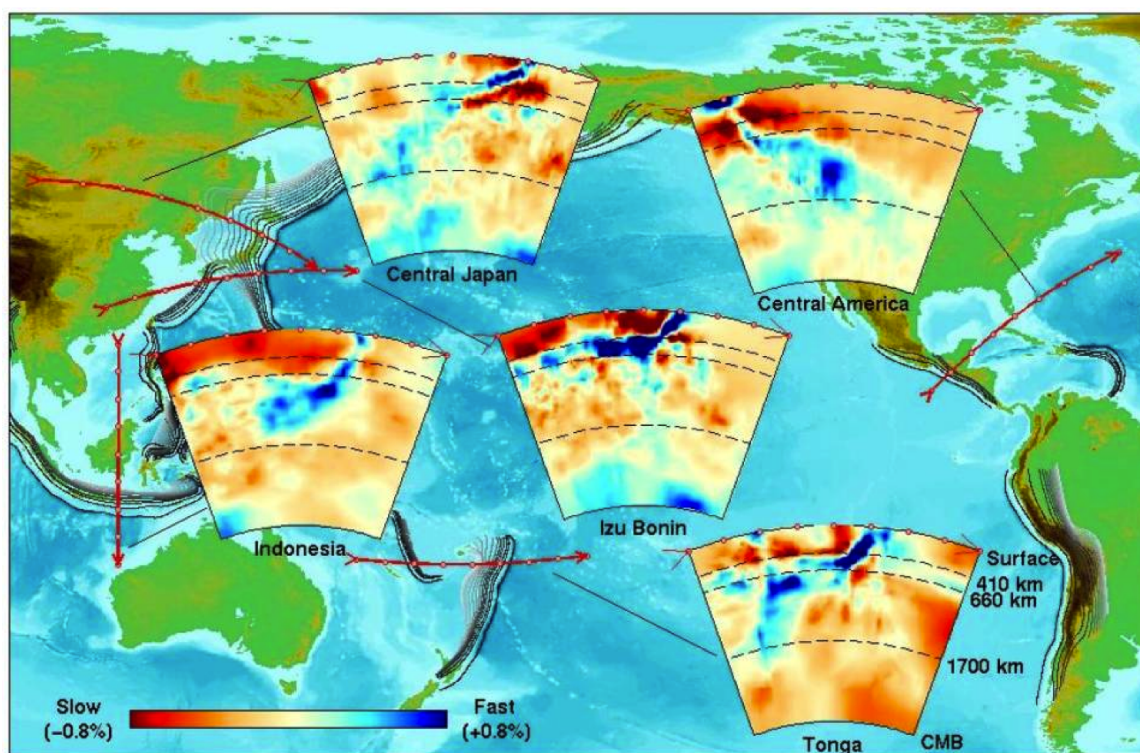 Central Japan
Central America
Indonesia
Izu Bonin
Surface
410 km
660 km
1700 km
Slow
(−0.8%)
Fast
(+0.8%)
Tonga
CMB